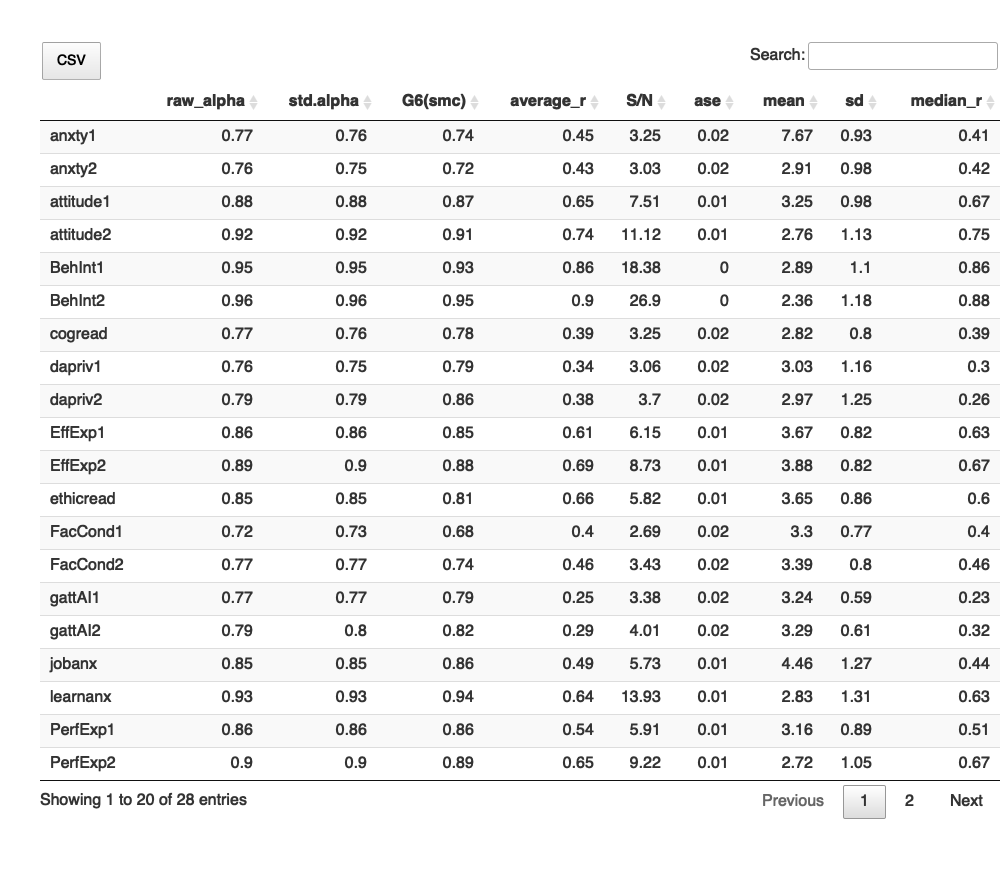 CSV Search:
raw_alpha std.alpha G6(smc) average_r S/N ase mean sd median_r
anxty1 0.77 0.76 0.74 0.45 3.25 0.02 7.67 0.93 0.41
anxty2 0.76 0.75 0.72 0.43 3.03 0.02 2.91 0.98 0.42
attitude1 0.88 0.88 0.87 0.65 7.51 0.01 3.25 0.98 0.67
attitude2 0.92 0.92 0.91 0.74 11.12 0.01 2.76 1.13 0.75
BehInt1 0.95 0.95 0.93 0.86 18.38 0 2.89 1.1 0.86
BehInt2 0.96 0.96 0.95 0.9 26.9 0 2.36 1.18 0.88
cogread 0.77 0.76 0.78 0.39 3.25 0.02 2.82 0.8 0.39
dapriv1 0.76 0.75 0.79 0.34 3.06 0.02 3.03 1.16 0.3
dapriv2 0.79 0.79 0.86 0.38 3.7 0.02 2.97 1.25 0.26
EffExp1 0.86 0.86 0.85 0.61 6.15 0.01 3.67 0.82 0.63
EffExp2 0.89 0.9 0.88 0.69 8.73 0.01 3.88 0.82 0.67
ethicread 0.85 0.85 0.81 0.66 5.82 0.01 3.65 0.86 0.6
FacCond1 0.72 0.73 0.68 0.4 2.69 0.02 3.3 0.77 0.4
FacCond2 0.77 0.77 0.74 0.46 3.43 0.02 3.39 0.8 0.46
gattAI1 0.77 0.77 0.79 0.25 3.38 0.02 3.24 0.59 0.23
gattAI2 0.79 0.8 0.82 0.29 4.01 0.02 3.29 0.61 0.32
jobanx 0.85 0.85 0.86 0.49 5.73 0.01 4.46 1.27 0.44
learnanx 0.93 0.93 0.94 0.64 13.93 0.01 2.83 1.31 0.63
PerfExp1 0.86 0.86 0.86 0.54 5.91 0.01 3.16 0.89 0.51
PerfExp2 0.9 0.9 0.89 0.65 9.22 0.01 2.72 1.05 0.67
Showing 1 to 20 of 28 entries Previous 1 2 Next